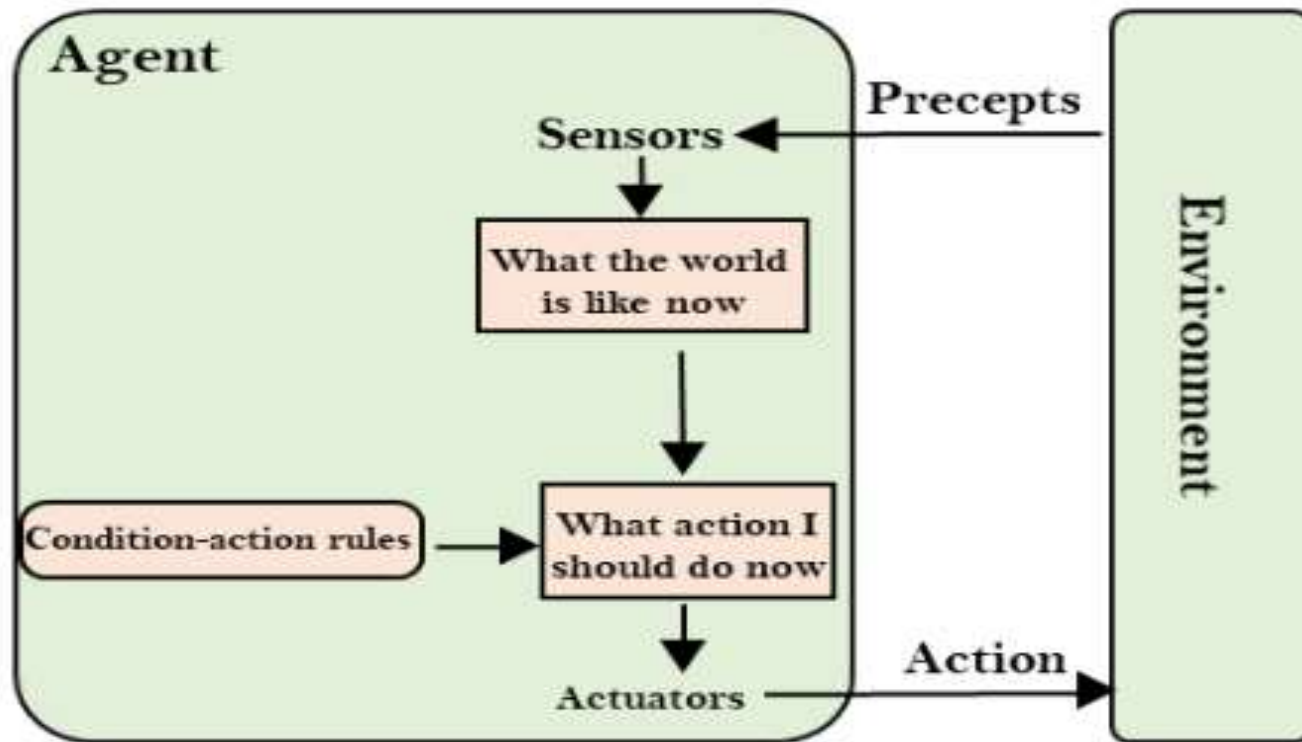 Agent
Precepts
Sensors
What the world
is like now
Environment
Condition-action rules
What action I
should do now
Action
Actuators